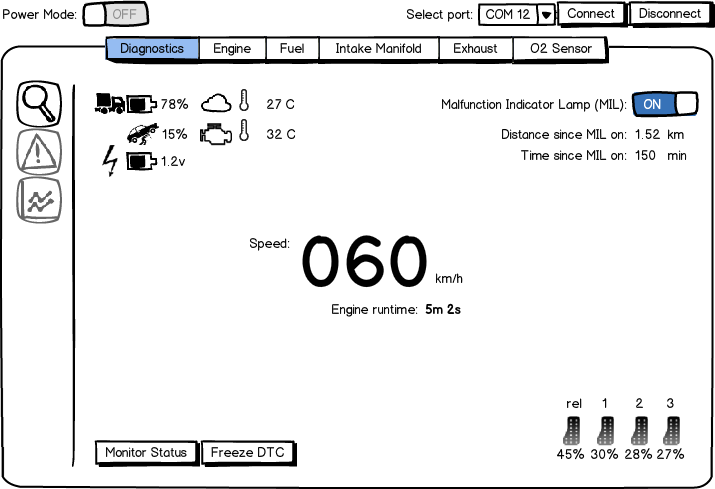 Power Mode: OFF Select port: COM 12 Connect Disconnect
Diagnostics Engine Fuel Intake Manifold Exhaust O2 Sensor
78% 27 C Malfunction Indicator Lamp (MIL): ON
15% 32 C Distance since MIL on: 1.52 km
1.2v Time since MIL on: 150 min
Speed: 060 km/h
Engine runtime: 5m 2s
rel 1 2 3
45% 30% 28% 27%
Monitor Status Freeze DTC